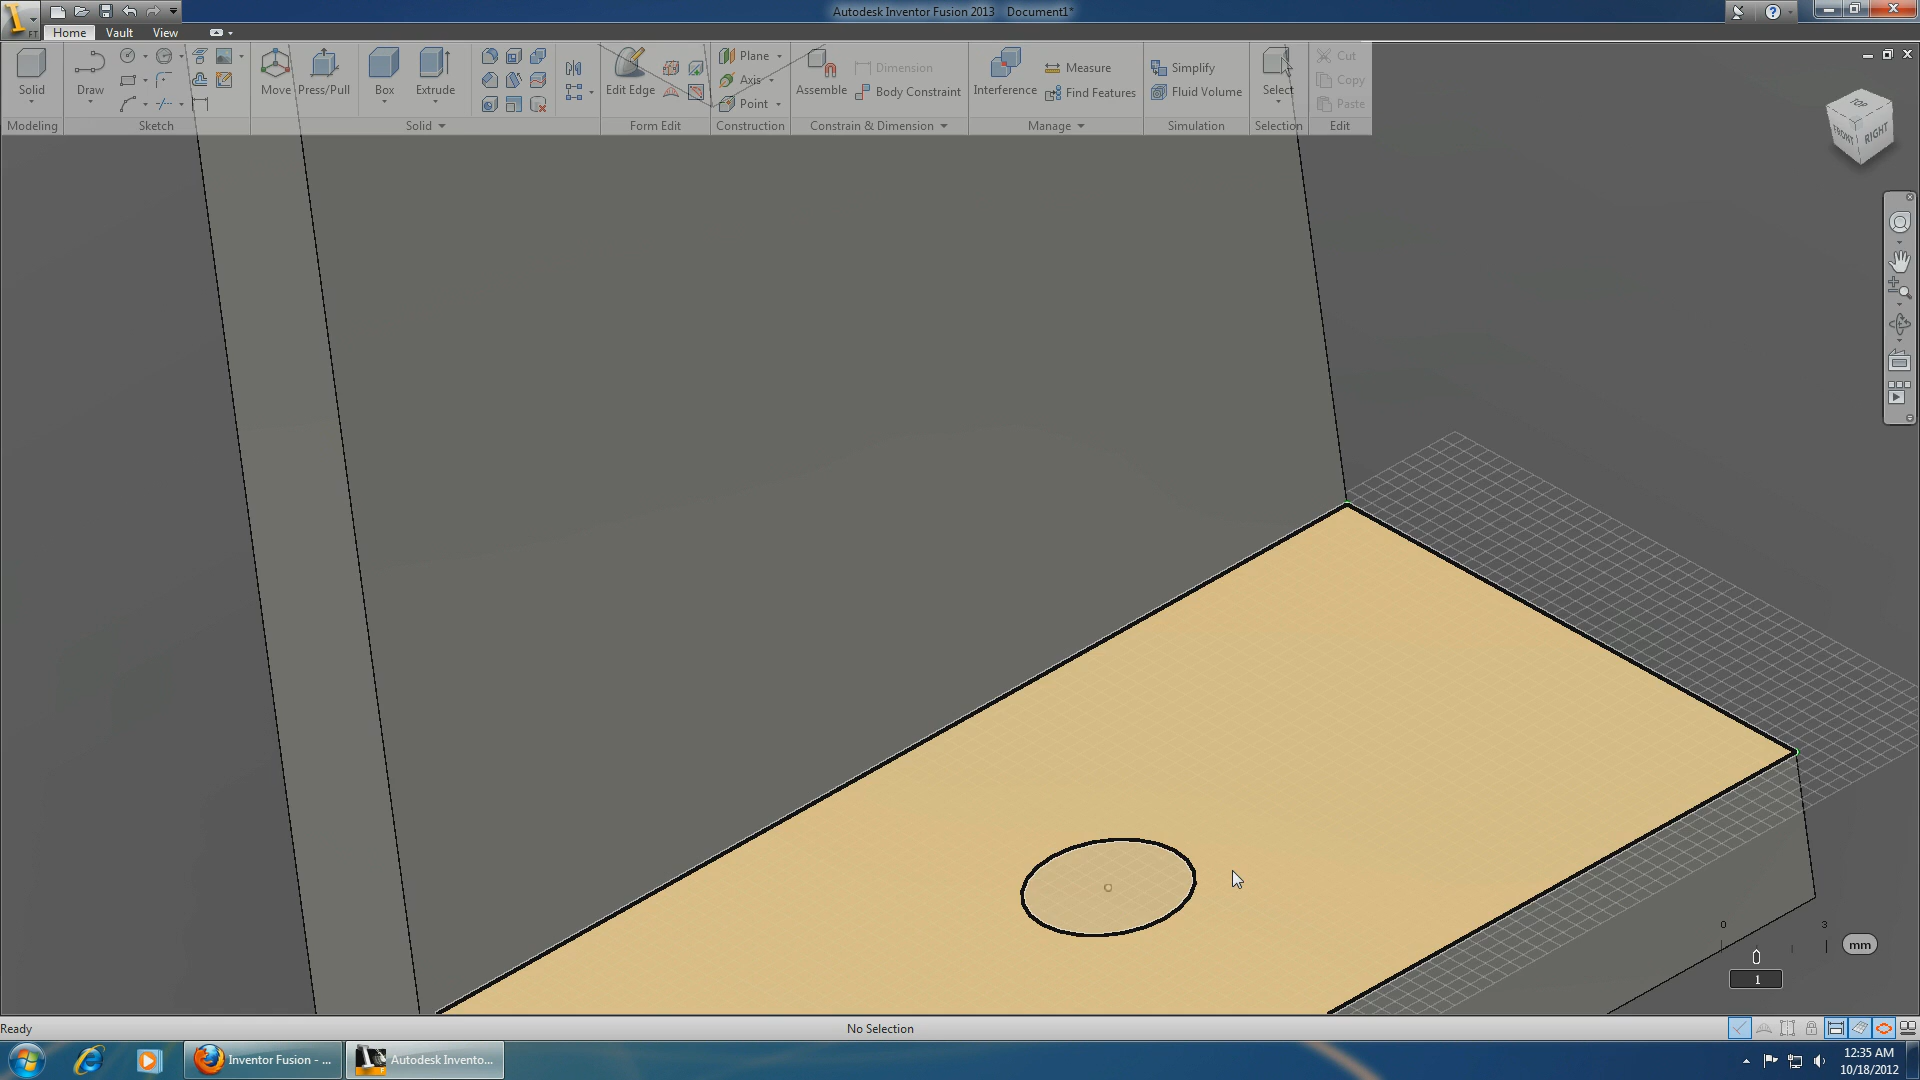 Autodesk Inventor Fusion 2013 Document1*
FT
Home Vault View
Solid Draw Move Press/Pull Box Extrude Edit Edge Plane Axis Point Assemble Dimension Body Constraint Interference Measure Find Features Simplify Fluid Volume Select Cut Copy Paste
Modeling Sketch Solid Form Edit Construction Constrain & Dimension Manage Simulation Selection Edit
TOP
FRONT RIGHT
0 3
mm
1
Ready No Selection
Inventor Fusion - ... Autodesk Invento... 12:35 AM
10/18/2012